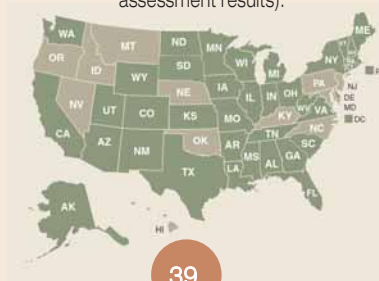 assessment results).
WA
OR
CA
NV
ID
MT
WY
UT
AZ
CO
NM
ND
SD
NE
KS
OK
TX
MN
IA
MO
AR
LA
WI
IL
MI
IN
OH
KY
TN
MS
AL
GA
FL
SC
NC
VA
WV
PA
NY
ME
NJ
DE
MD
DC
AK
HI
39